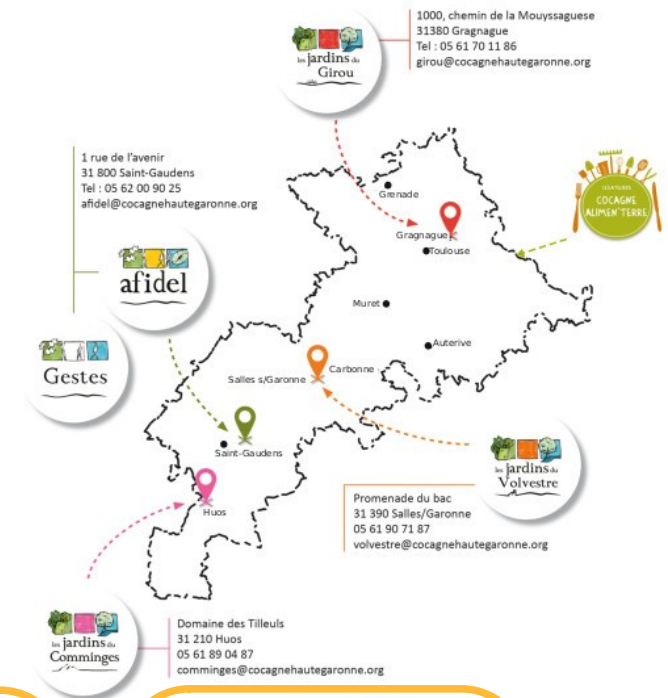 1000, chemin de la Mouyssaguese
31380 Gragnague
Tel : 05 61 70 11 86
girou@cocagnehautegaronne.org
les jardins du
Girou
1 rue de l'avenir
31 800 Saint-Gaudens
Tel : 05 62 00 90 25
afidel@cocagnehautegaronne.org
afidel
Gestes
LES ATELIERS
COCAGNE
ALIMEN'TERRE
Grenade
Gragnague
Toulouse
Muret
Auterive
Carbonne
Salles s/Garonne
Saint-Gaudens
Huos
les jardins du
Volvestre
Promenade du bac
31 390 Salles/Garonne
05 61 90 71 87
volvestre@cocagnehautegaronne.org
les jardins du
Comminges
Domaine des Tilleuls
31 210 Huos
05 61 89 04 87
comminges@cocagnehautegaronne.org